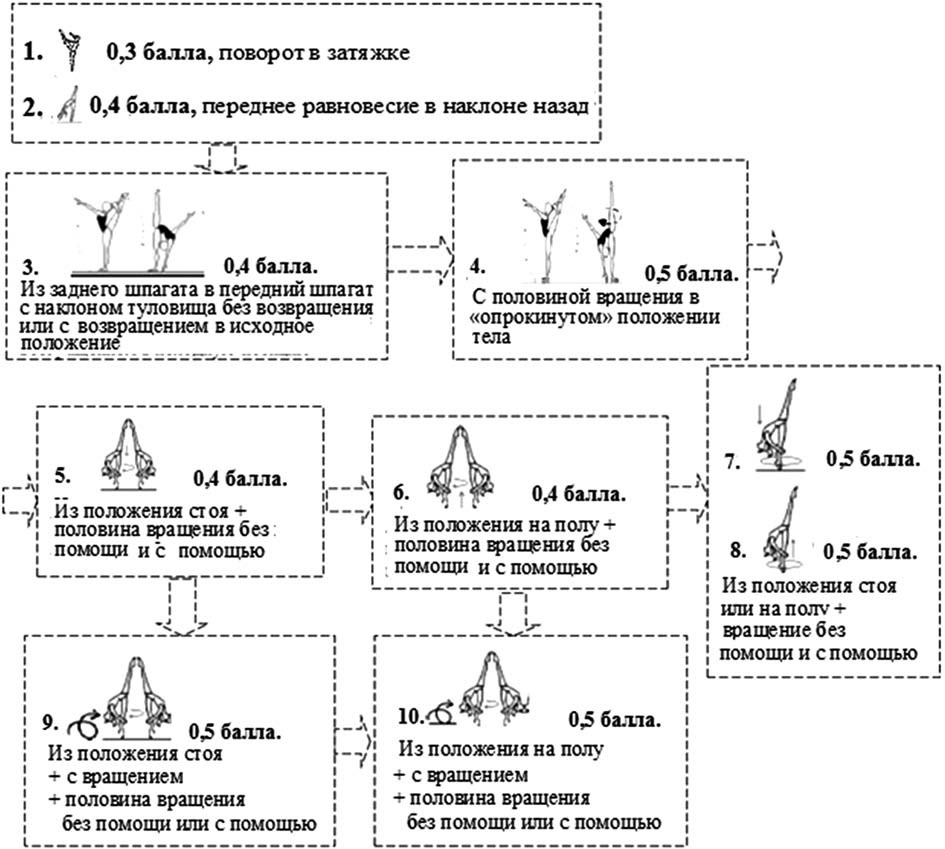 1. 0,3 балла, поворот в затяжке
2. 0,4 балла, переднее равновесие в наклоне назад
3. 0,4 балла.
Из заднего шпагата в передний шпагат
с наклоном туловища без возвращения
или с возвращением в исходное
положение
4. 0,5 балла.
С половиной вращения в
«опрокинутом» положении
тела
5. 0,4 балла.
Из положения стоя +
половина вращения без
помощи и с помощью
6. 0,4 балла.
Из положения на полу +
половина вращения без
помощи и с помощью
7. 0,5 балла.
8. 0,5 балла.
Из положения стоя
или на полу +
вращение без
помощи и с помощью
9. 0,5 балла.
Из положения стоя
+ с вращением
+ половина вращения
без помощи или с помощью
10. 0,5 балла.
Из положения на полу
+ с вращением
+ половина вращения
без помощи или с помощью